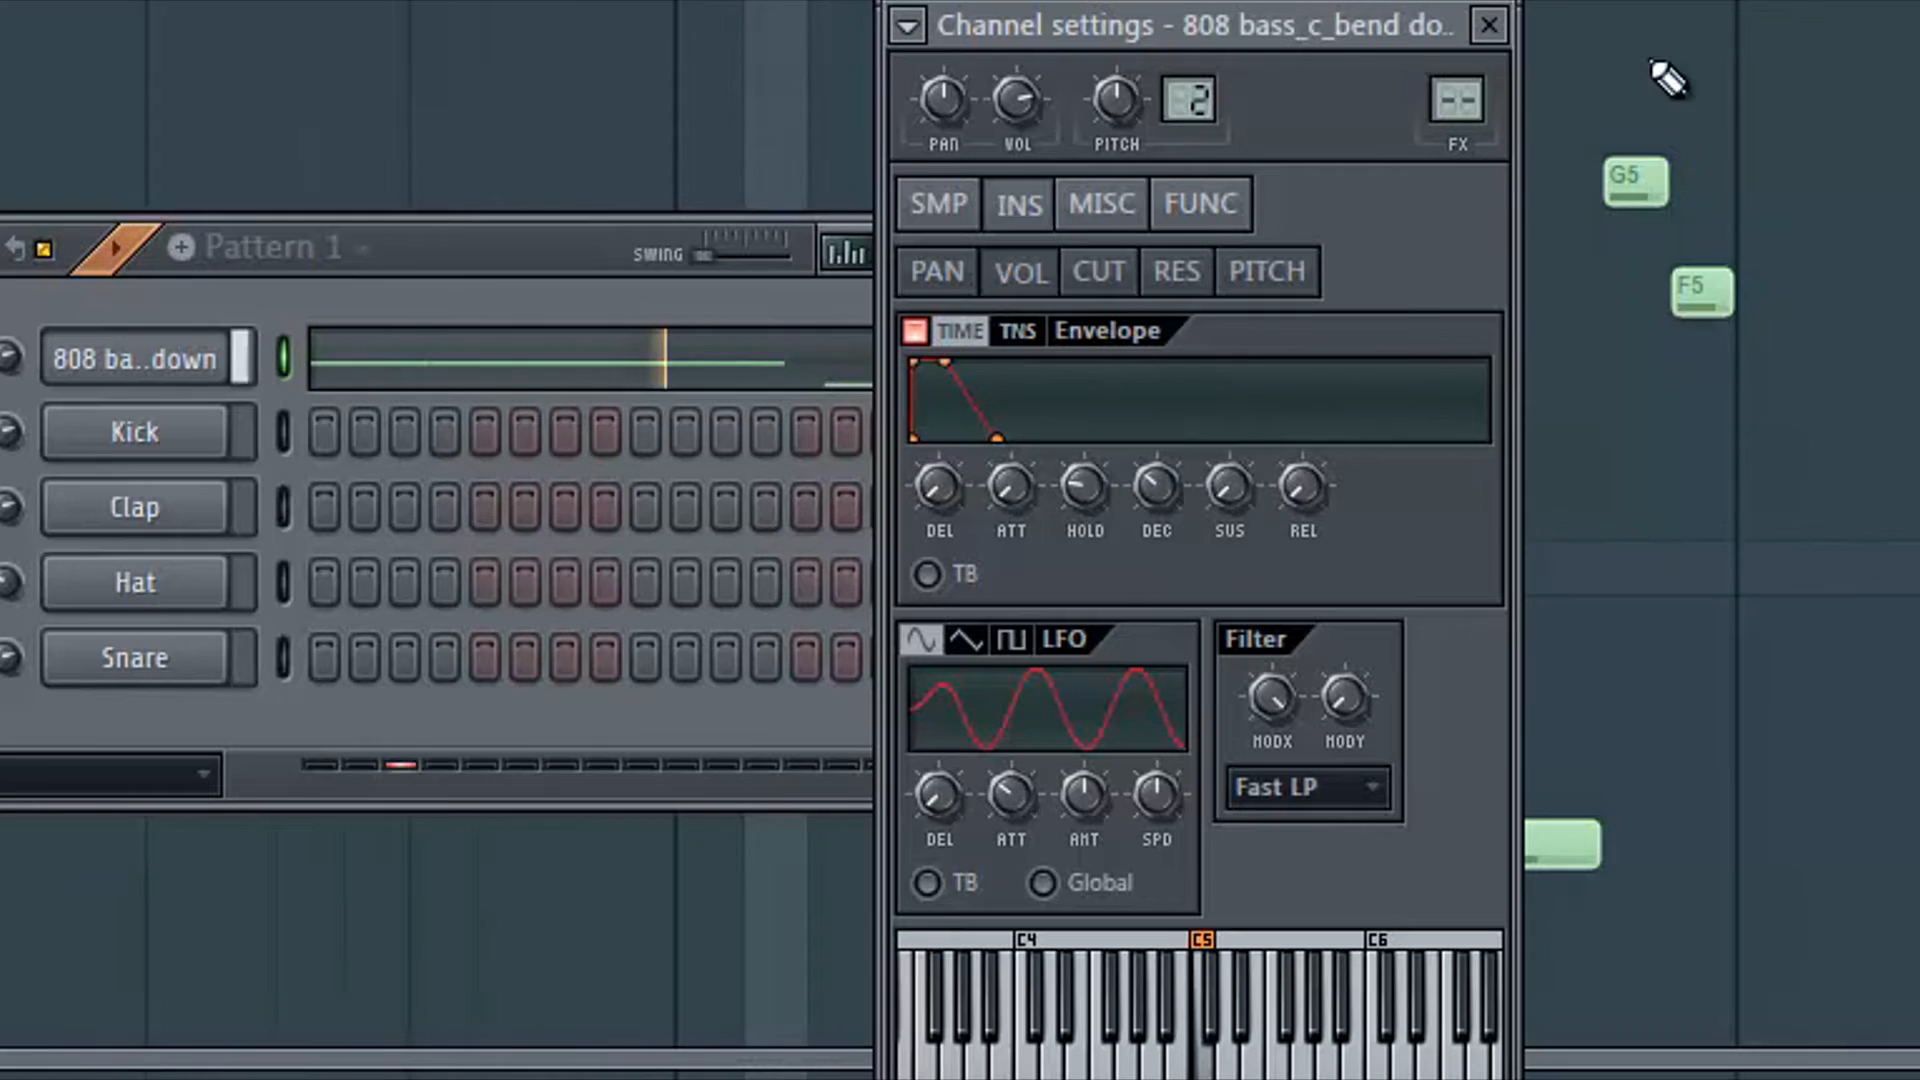 Channel settings - 808 bass_c_bend do..
2
--
PAN VOL PITCH FX
G5
SMP INS MISC FUNC
Pattern 1
SWING
PAN VOL CUT RES PITCH
F5
TIME TNS Envelope
808 ba..down
Kick
DEL ATT HOLD DEC SUS REL
Clap
TB
Hat
LFO
Filter
Snare
MODX MODY
Fast LP
DEL ATT AMT SPD
TB Global
C4 C5 C6